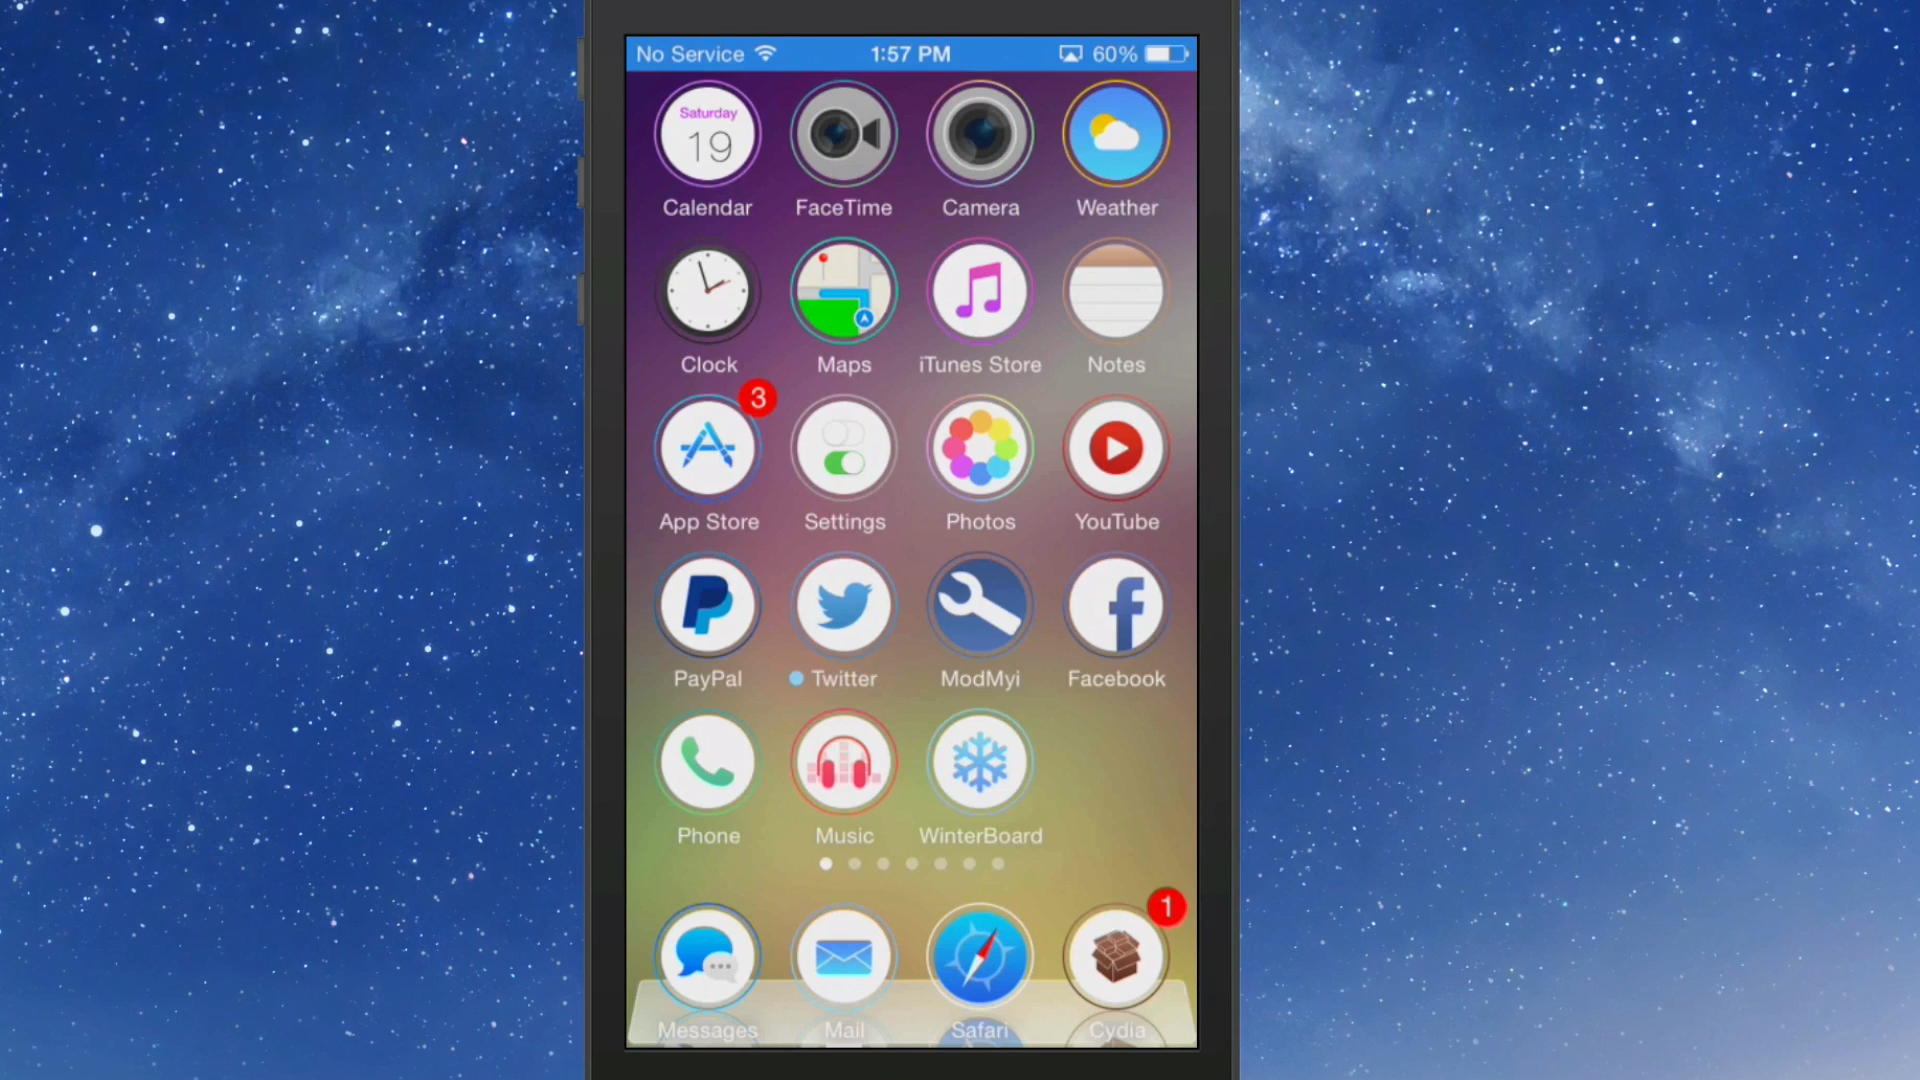 No Service 1:57 PM 60%
Saturday
19
Calendar FaceTime Camera Weather
Clock Maps iTunes Store Notes
3
App Store Settings Photos YouTube
PayPal Twitter ModMyi Facebook
Phone Music WinterBoard
1
Messages Mail Safari Cydia